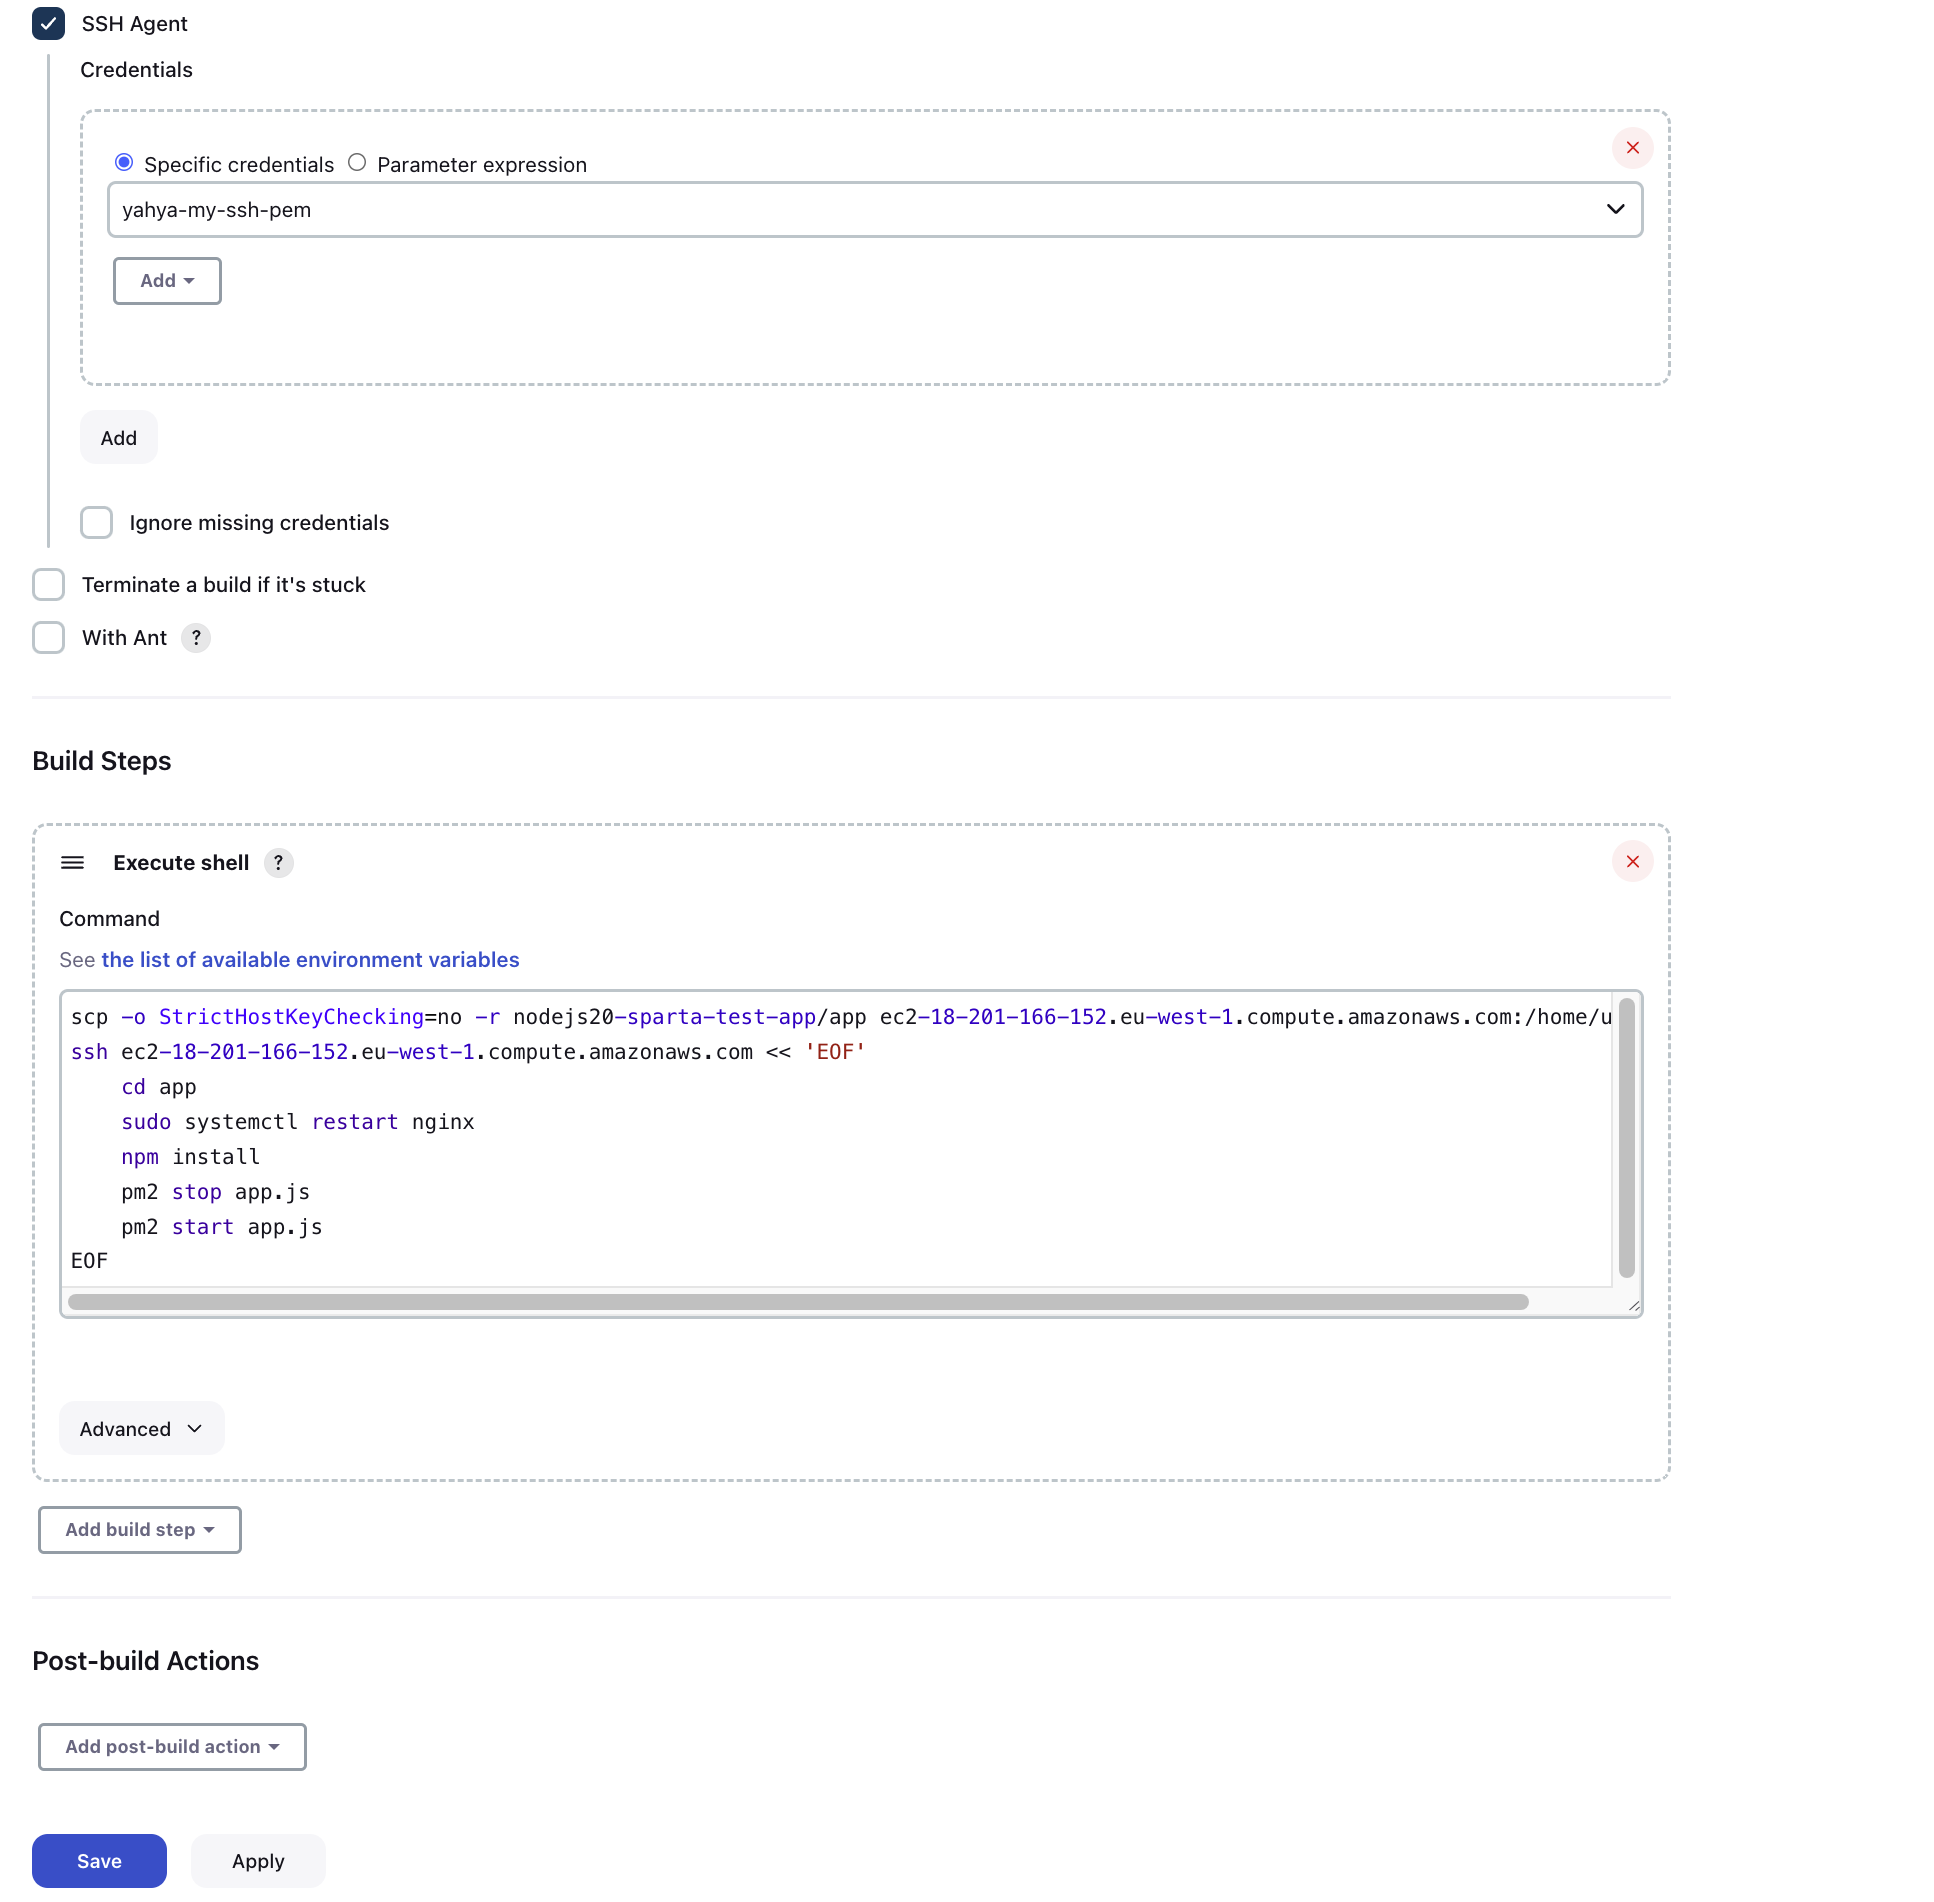 SSH Agent
Credentials
Specific credentials Parameter expression
yahya-my-ssh-pem
Add
Add
Ignore missing credentials
Terminate a build if it's stuck
With Ant ?
Build Steps
Execute shell ?
Command
See the list of available environment variables
scp -o StrictHostKeyChecking=no -r nodejs20-sparta-test-app/app ec2-18-201-166-152.eu-west-1.compute.amazonaws.com:/home/u
ssh ec2-18-201-166-152.eu-west-1.compute.amazonaws.com << 'EOF'
    cd app
    sudo systemctl restart nginx
    npm install
    pm2 stop app.js
    pm2 start app.js
EOF
Advanced
Add build step
Post-build Actions
Add post-build action
Save Apply